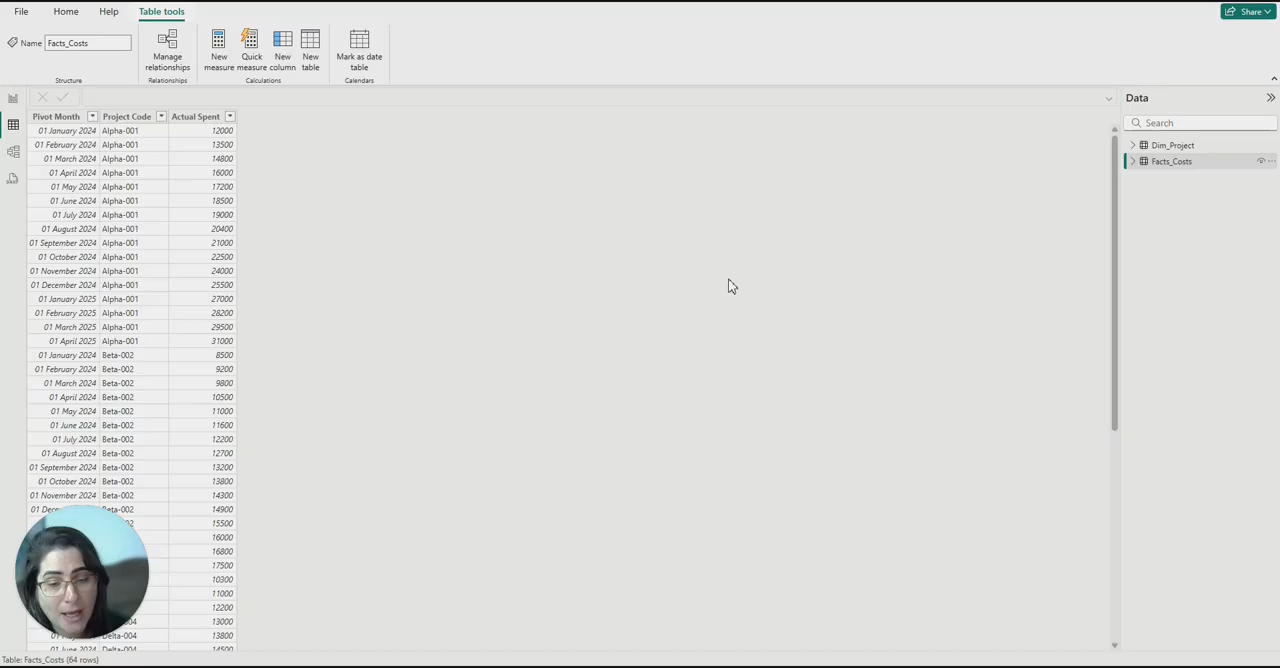 File Home Help Table tools Share
Name Facts_Costs
Manage relationships
New measure
Quick measure
New column
New table
Mark as date table
Structure Relationships Calculations Calendars
Data
Search
Dim_Project
Facts_Costs
Pivot Month Project Code Actual Spent
01 January 2024 Alpha-001 12000
01 February 2024 Alpha-001 13500
01 March 2024 Alpha-001 14800
01 April 2024 Alpha-001 16000
01 May 2024 Alpha-001 17200
01 June 2024 Alpha-001 18500
01 July 2024 Alpha-001 19000
01 August 2024 Alpha-001 20400
01 September 2024 Alpha-001 21000
01 October 2024 Alpha-001 22500
01 November 2024 Alpha-001 24000
01 December 2024 Alpha-001 25500
01 January 2025 Alpha-001 27000
01 February 2025 Alpha-001 28200
01 March 2025 Alpha-001 29500
01 April 2025 Alpha-001 31000
01 January 2024 Beta-002 8500
01 February 2024 Beta-002 9200
01 March 2024 Beta-002 9800
01 April 2024 Beta-002 10500
01 May 2024 Beta-002 11000
01 June 2024 Beta-002 11600
01 July 2024 Beta-002 12200
01 August 2024 Beta-002 12700
01 September 2024 Beta-002 13200
01 October 2024 Beta-002 13800
01 November 2024 Beta-002 14300
01 Beta-002 14900
15500
16000
16800
17500
10300
11000
12200
13000
Delta-004 13800
01 June 2024 Delta-004 14500
Table: Facts_Costs (64 rows)